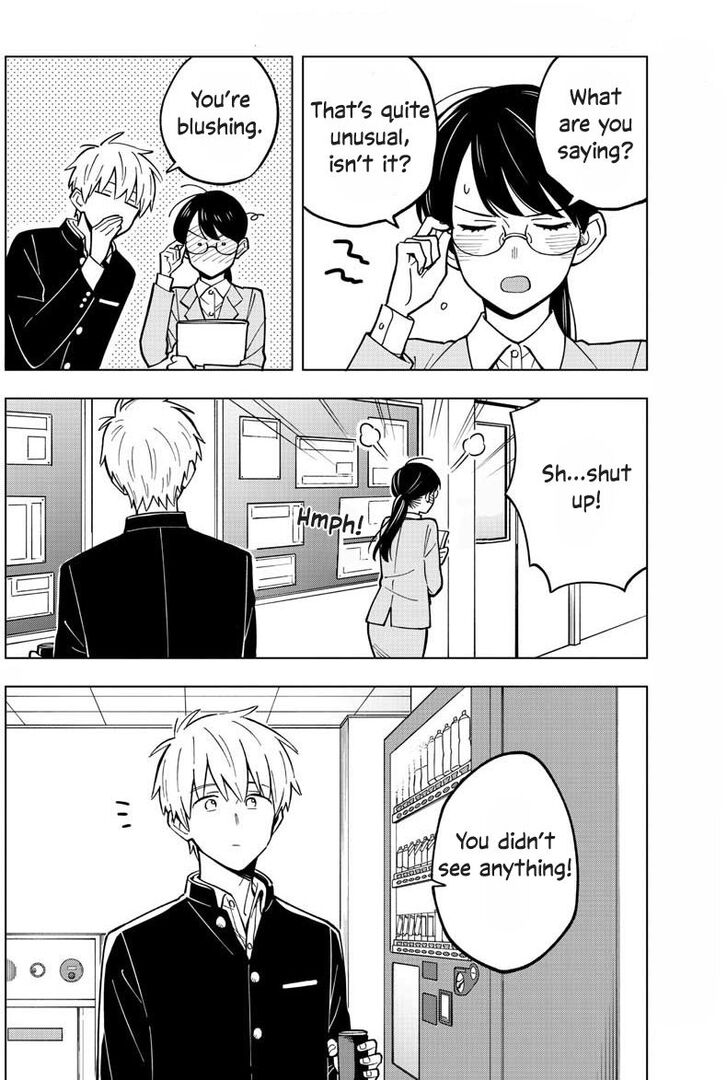 What
are you
saying?
That's quite
unusual,
isn't it?
You're
blushing.
Sh...shut
up!
Hmph!
You didn't
see anything!